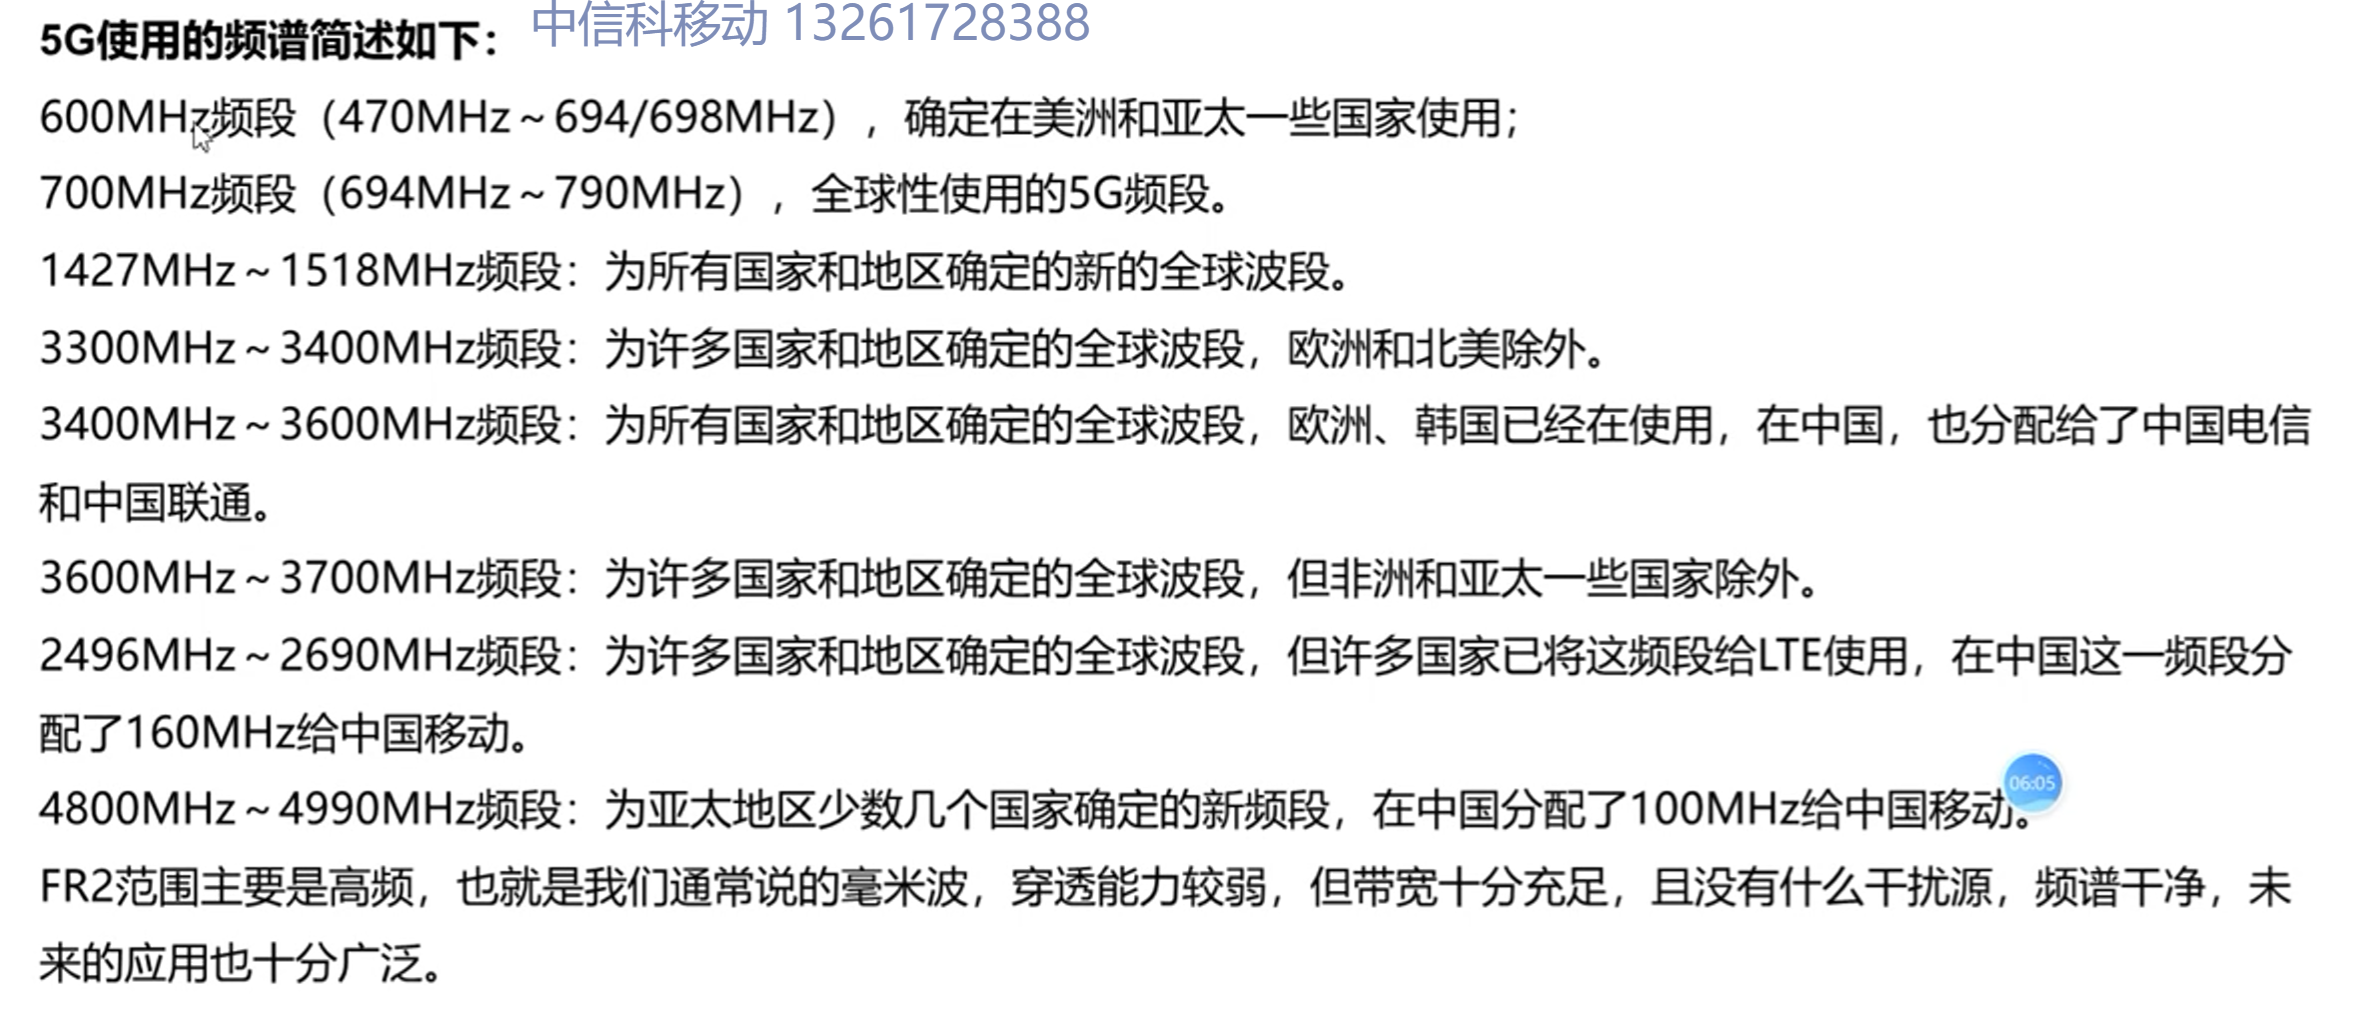 5G使用的频谱简述如下：
中信科移动 13261728388
600MHz频段（470MHz～694/698MHz），确定在美洲和亚太一些国家使用；
700MHz频段（694MHz～790MHz），全球性使用的5G频段。
1427MHz～1518MHz频段：为所有国家和地区确定的新的全球波段。
3300MHz～3400MHz频段：为许多国家和地区确定的全球波段，欧洲和北美除外。
3400MHz～3600MHz频段：为所有国家和地区确定的全球波段，欧洲、韩国已经在使用，在中国，也分配给了中国电信
和中国联通。
3600MHz～3700MHz频段：为许多国家和地区确定的全球波段，但非洲和亚太一些国家除外。
2496MHz～2690MHz频段：为许多国家和地区确定的全球波段，但许多国家已将这频段给LTE使用，在中国这一频段分
配了160MHz给中国移动。
06:05
4800MHz～4990MHz频段：为亚太地区少数几个国家确定的新频段，在中国分配了100MHz给中国移动。
FR2范围主要是高频，也就是我们通常说的毫米波，穿透能力较弱，但带宽十分充足，且没有什么干扰源，频谱干净，未
来的应用也十分广泛。